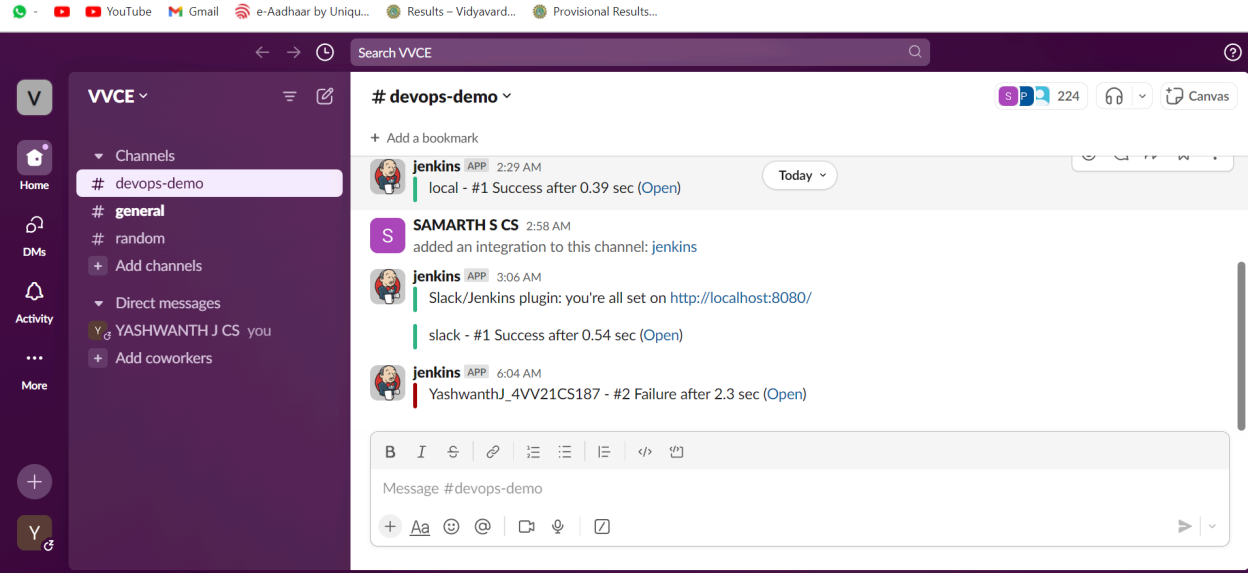 - YouTube Gmail e-Aadhaar by Uniqu... Results – Vidyavard... Provisional Results...
Search VVCE
V
VVCE
# devops-demo
S P 224
Canvas
+ Add a bookmark
Home
DMs
Activity
More
Y
Channels
# devops-demo
# general
# random
+ Add channels
Direct messages
Y YASHWANTH J CS you
+ Add coworkers
jenkins APP 2:29 AM
Today
local - #1 Success after 0.39 sec (Open)
S SAMARTH S CS 2:58 AM
added an integration to this channel: jenkins
jenkins APP 3:06 AM
Slack/Jenkins plugin: you're all set on http://localhost:8080/
slack - #1 Success after 0.54 sec (Open)
jenkins APP 6:04 AM
YashwanthJ_4VV21CS187 - #2 Failure after 2.3 sec (Open)
B I S
Message #devops-demo
+ Aa @